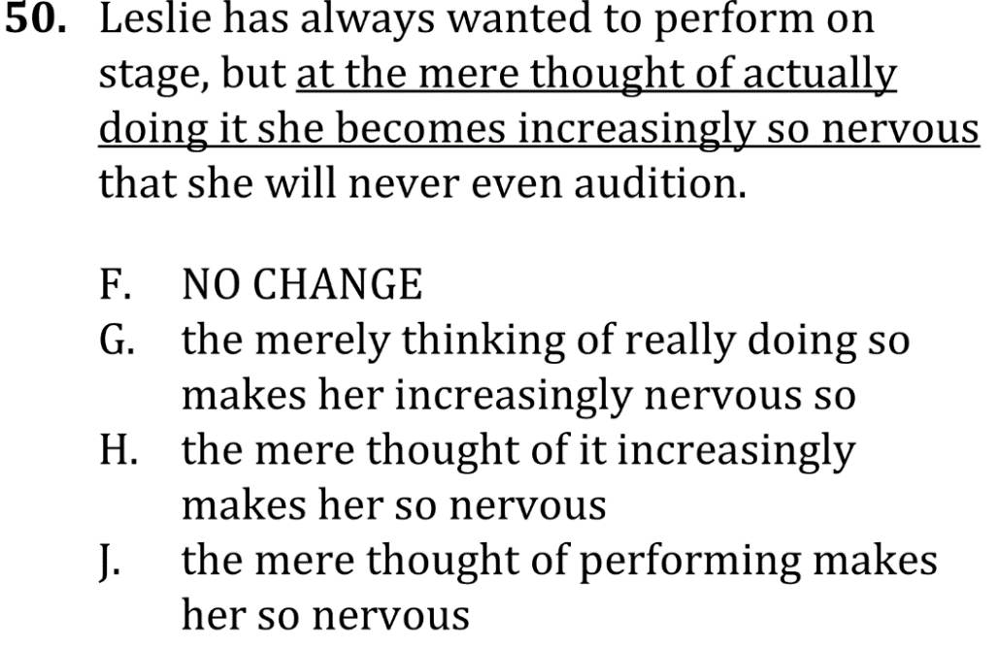 50. Leslie has always wanted to perform on
stage, but at the mere thought of actually
doing it she becomes increasingly so nervous
that she will never even audition.
F. NO CHANGE
G. the merely thinking of really doing so
makes her increasingly nervous so
H. the mere thought of it increasingly
makes her so nervous
J. the mere thought of performing makes
her so nervous